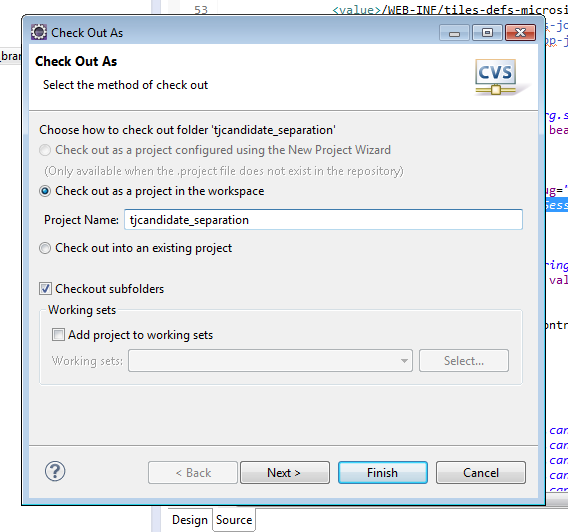 53
<value>/WEB-INF/tiles-defs-microsi
Check Out As
Check Out As
Select the method of check out
CVS
Choose how to check out folder 'tjcandidate_separation'
Check out as a project configured using the New Project Wizard
(Only available when the .project file does not exist in the repository)
Check out as a project in the workspace
Project Name: tjcandidate_separation
Check out into an existing project
Checkout subfolders
Working sets
Add project to working sets
Working sets:
Select...
? < Back Next > Finish Cancel
Design Source